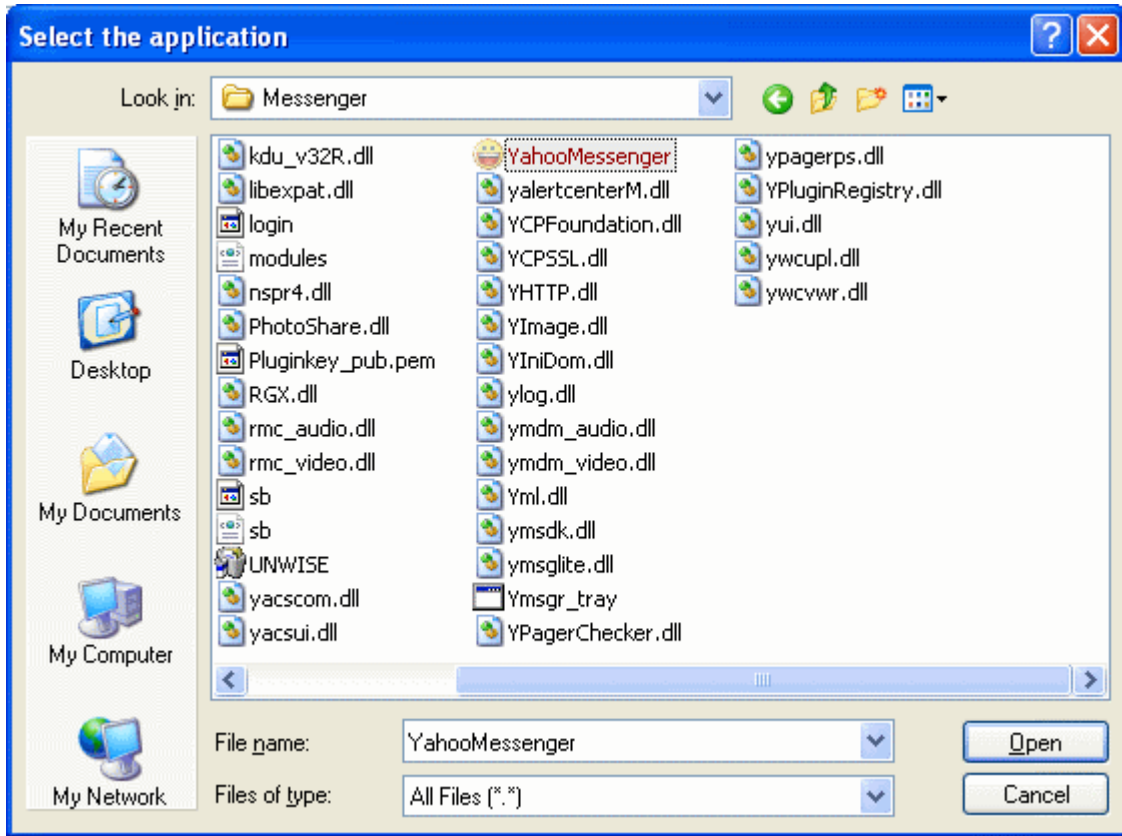 Select the application
Look in:
Messenger
My Recent
Documents
Desktop
My Documents
My Computer
My Network
kdu_v32R.dll
libexpat.dll
login
modules
nspr4.dll
PhotoShare.dll
Pluginkey_pub.pem
RGX.dll
rmc_audio.dll
rmc_video.dll
sb
sb
UNWISE
yacscom.dll
yacsui.dll
YahooMessenger
yalertcenterM.dll
YCPFoundation.dll
YCPSSL.dll
YHTTP.dll
YImage.dll
YIniDom.dll
ylog.dll
ymdm_audio.dll
ymdm_video.dll
Yml.dll
ymsdk.dll
ymsglite.dll
Ymsgr_tray
YPagerChecker.dll
ypagerps.dll
YPluginRegistry.dll
yui.dll
ywcupl.dll
ywcvwr.dll
File name:
YahooMessenger
Open
Files of type:
All Files (*.*)
Cancel